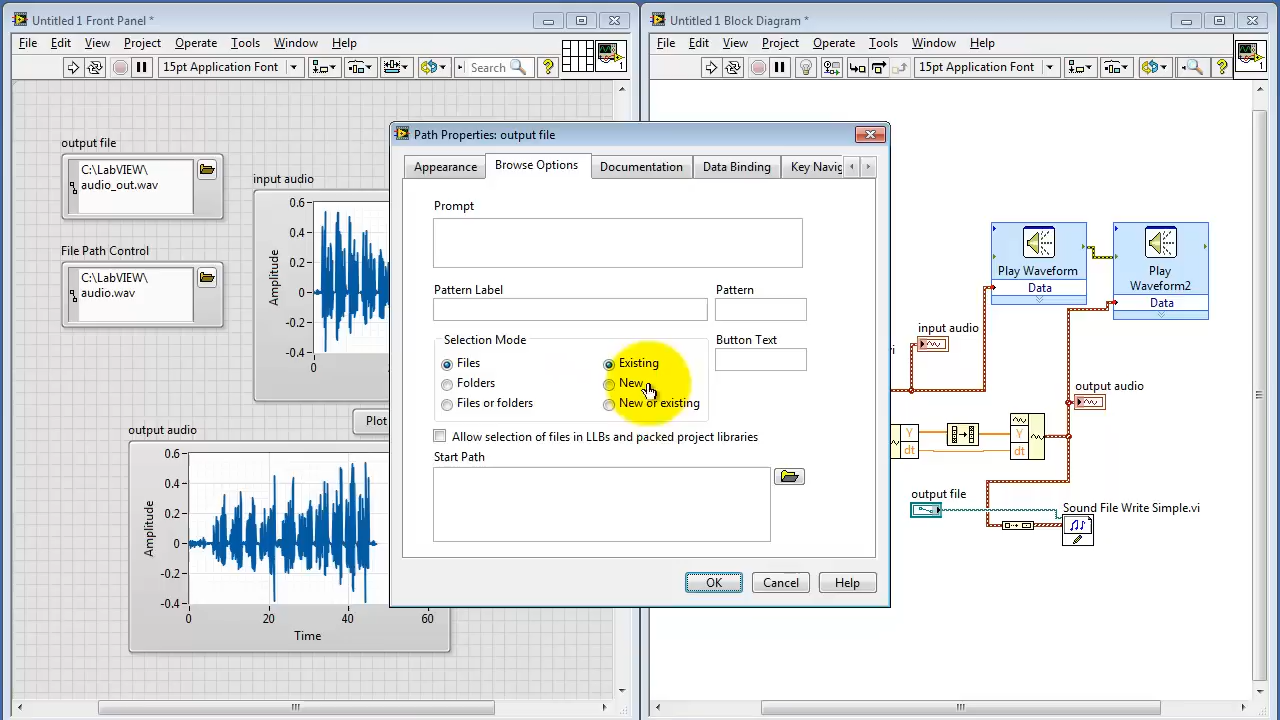 Untitled 1 Front Panel *
File Edit View Project Operate Tools Window Help
15pt Application Font
Search
?
1
output file
C:\LabVIEW\
audio_out.wav
File Path Control
C:\LabVIEW\
audio.wav
input audio
Amplitude
0.6
0.4
0.2
0
-0.2
-0.4
0
Plot
output audio
Amplitude
0.6
0.4
0.2
0
-0.2
-0.4
0 20 40 60
Time
Path Properties: output file
Appearance Browse Options Documentation Data Binding Key Navig
Prompt
Pattern Label Pattern
Selection Mode Button Text
Files Existing
Folders New
Files or folders New or existing
Allow selection of files in LLBs and packed project libraries
Start Path
OK Cancel Help
Untitled 1 Block Diagram *
File Edit View Project Operate Tools Window Help
15pt Application Font
?
1
Play Waveform
Data
Play
Waveform2
Data
input audio
vi
output audio
Y
dt
Y
dt
output file
Sound File Write Simple.vi